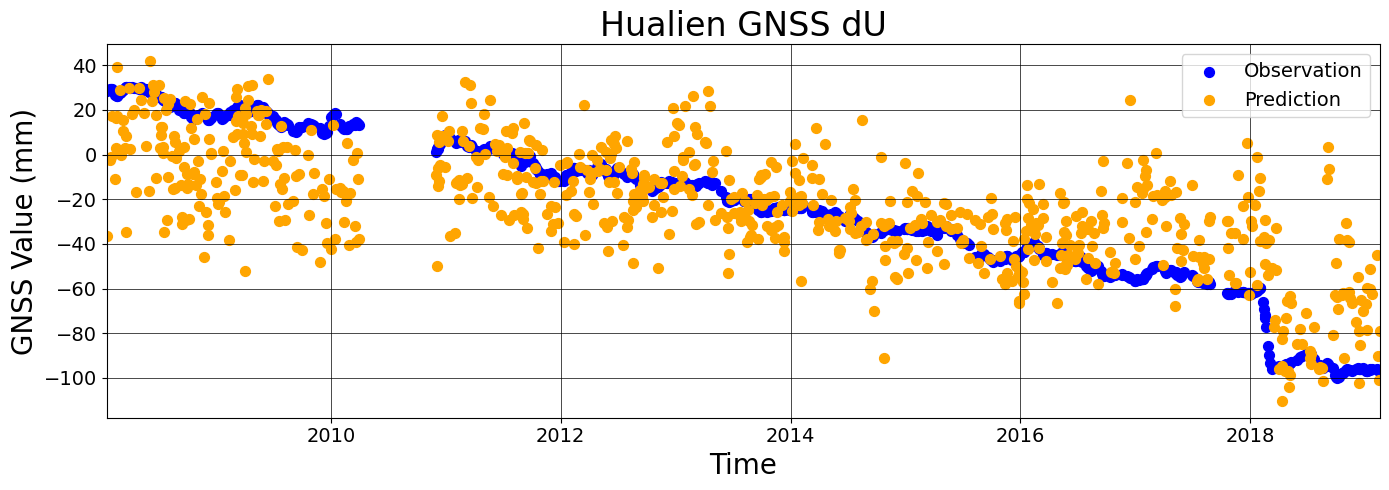 Hualien GNSS dU
GNSS Value (mm)
40
20
0
−20
−40
−60
−80
−100
Observation
Prediction
2010
2012
2014
2016
2018
Time